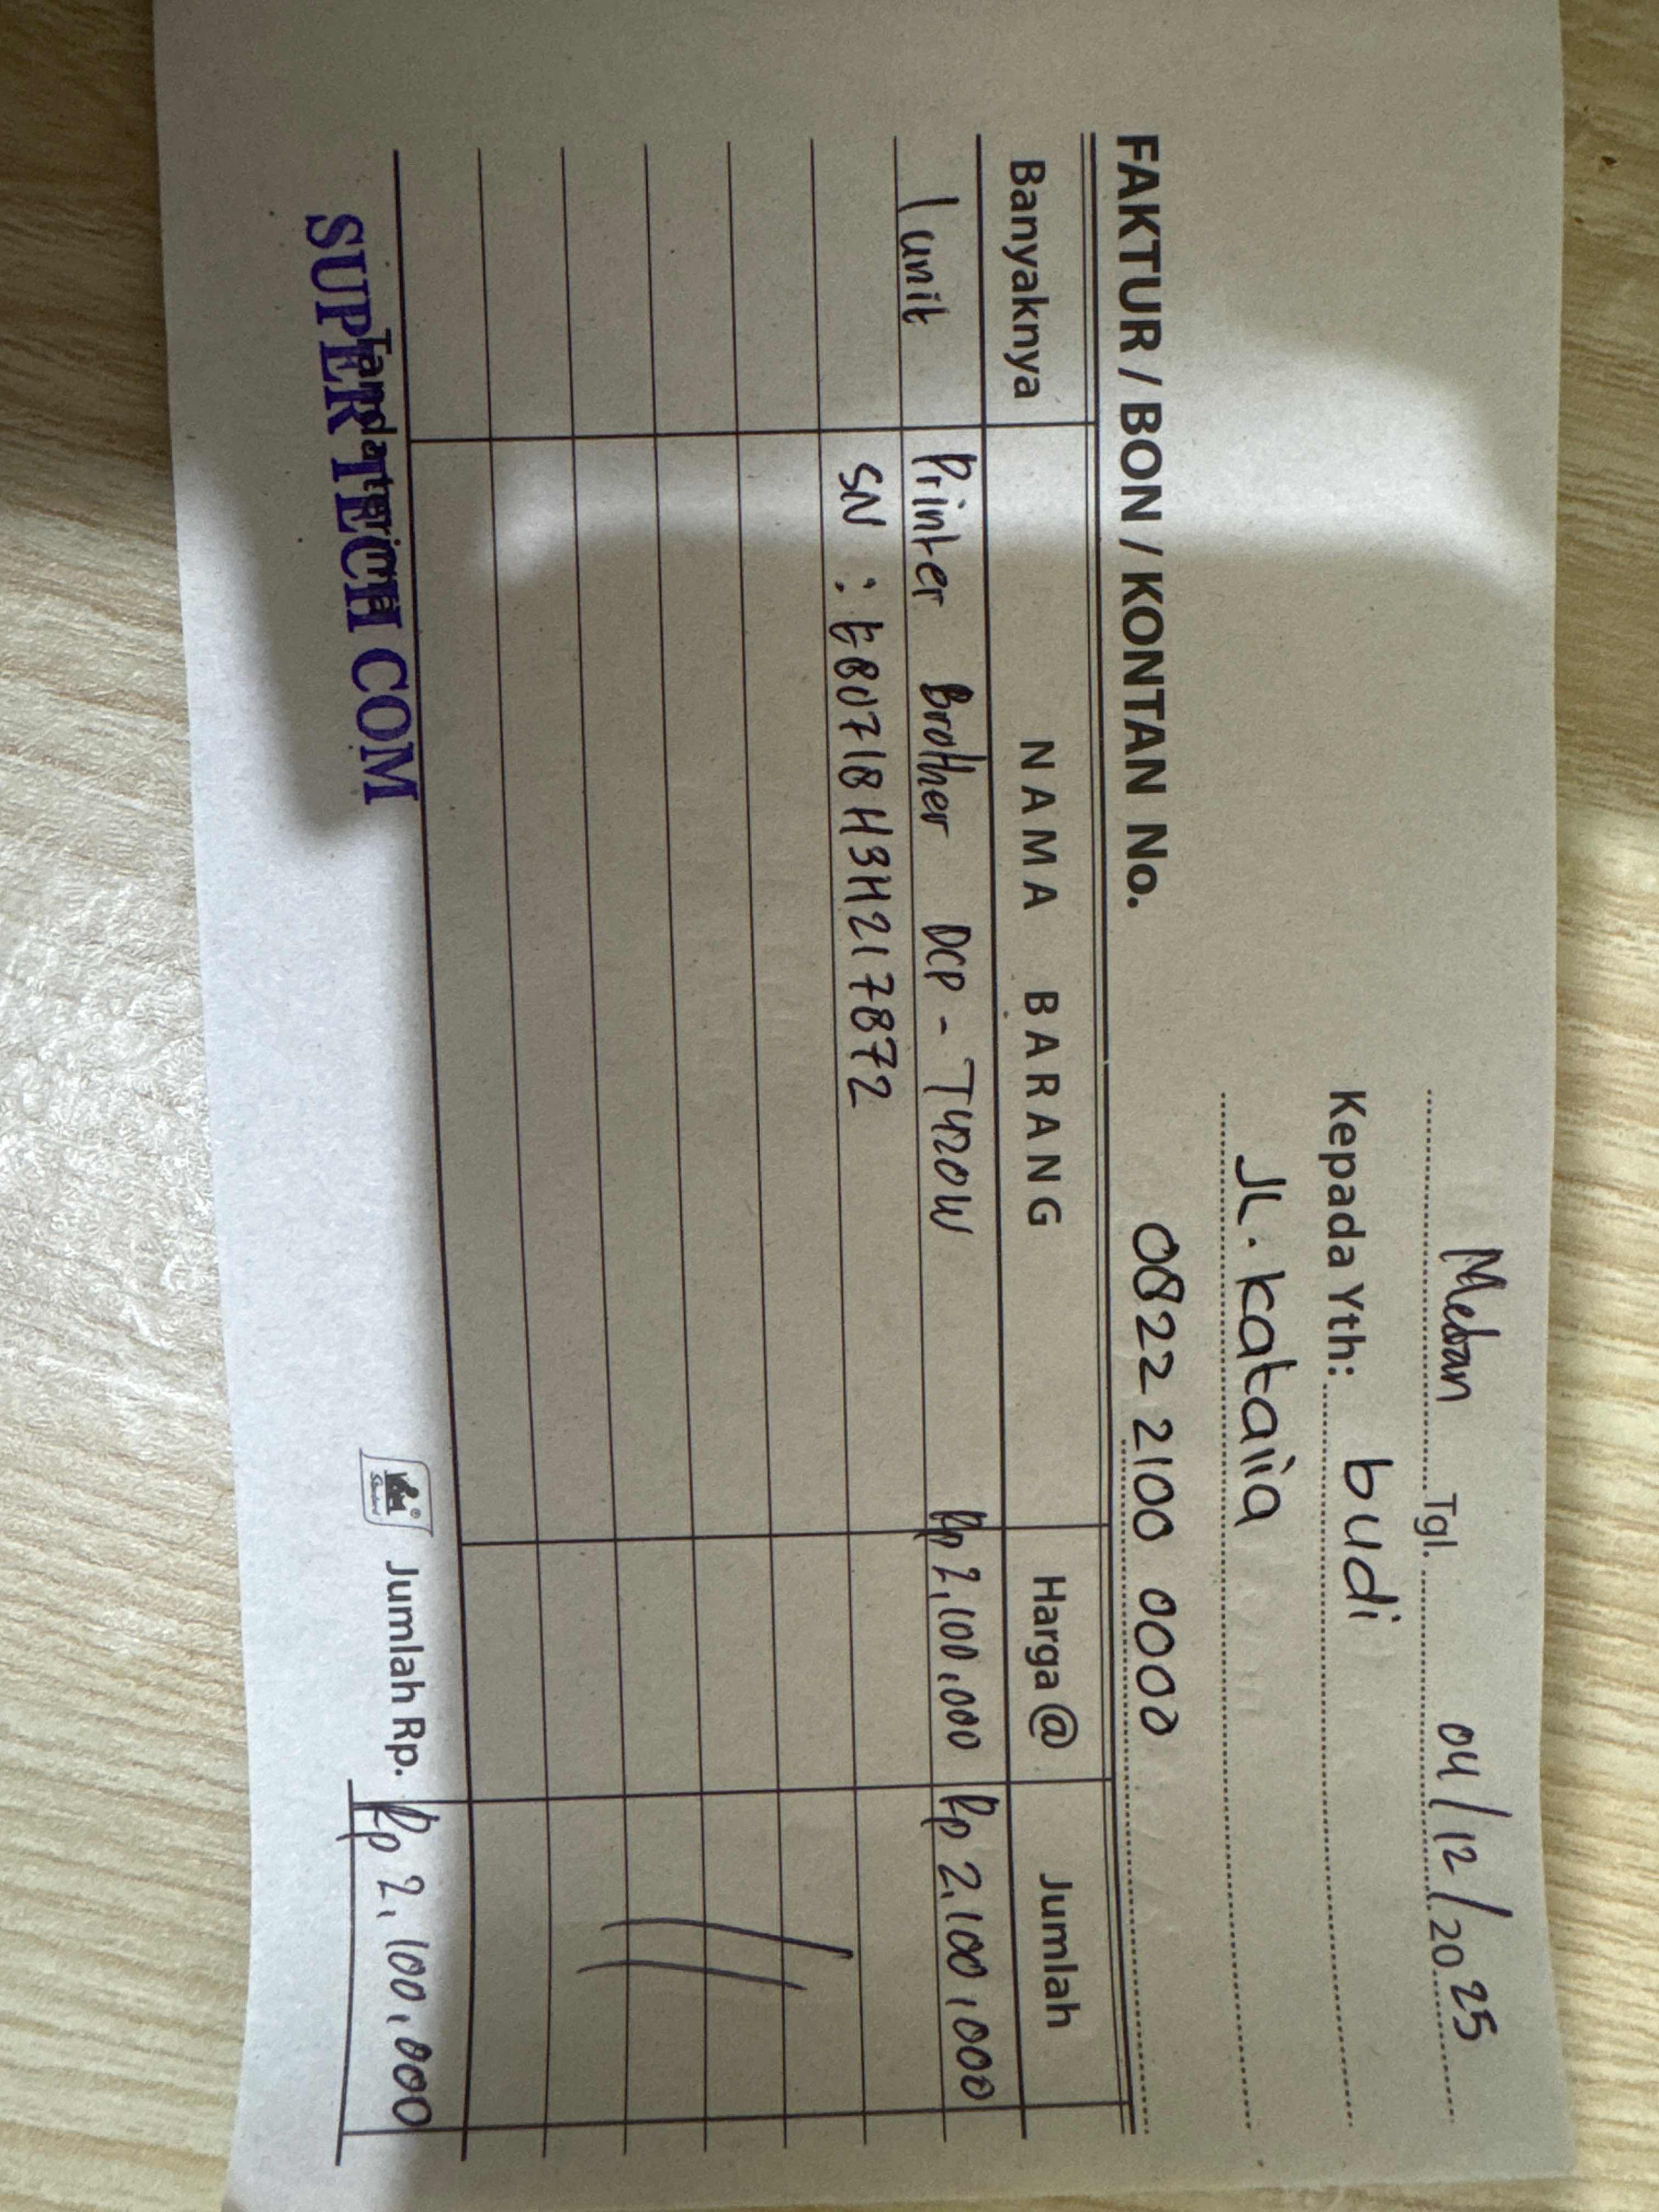 Medan Tgl. 04/12/2025
Kepada Yth: budi
JL. Kataiia
0822 2100 0000
FAKTUR / BON / KONTAN No.
Banyaknya NAMA BARANG Harga @ Jumlah
1 unit Printer Brother DCP - T420W Rp 2.100.000 Rp 2.100.000
SN : E80718H3H217872
Jumlah Rp. Rp 2.100.000
Tanda terima
SUPER TECH COM